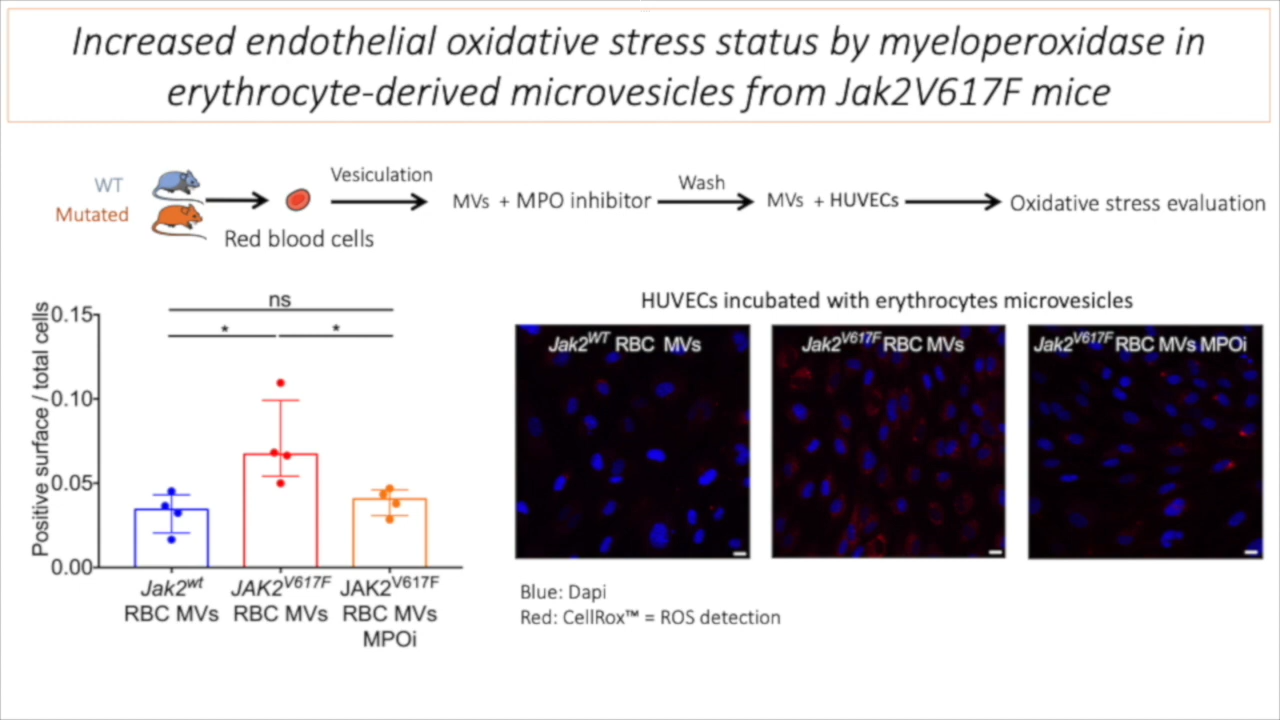 Increased endothelial oxidative stress status by myeloperoxidase in
erythrocyte-derived microvesicles from Jak2V617F mice
WT
Mutated
Red blood cells
Vesiculation
MVs + MPO inhibitor
Wash
MVs + HUVECs
Oxidative stress evaluation
Positive surface / total cells
0.15
0.10
0.05
0.00
ns
*
*
Jak2wt
RBC MVs
JAK2V617F
RBC MVs
JAK2V617F
RBC MVs
MPOi
HUVECs incubated with erythrocytes microvesicles
Jak2WT RBC MVs
Jak2V617F RBC MVs
Jak2V617F RBC MVs MPOi
Blue: Dapi
Red: CellRox™ = ROS detection